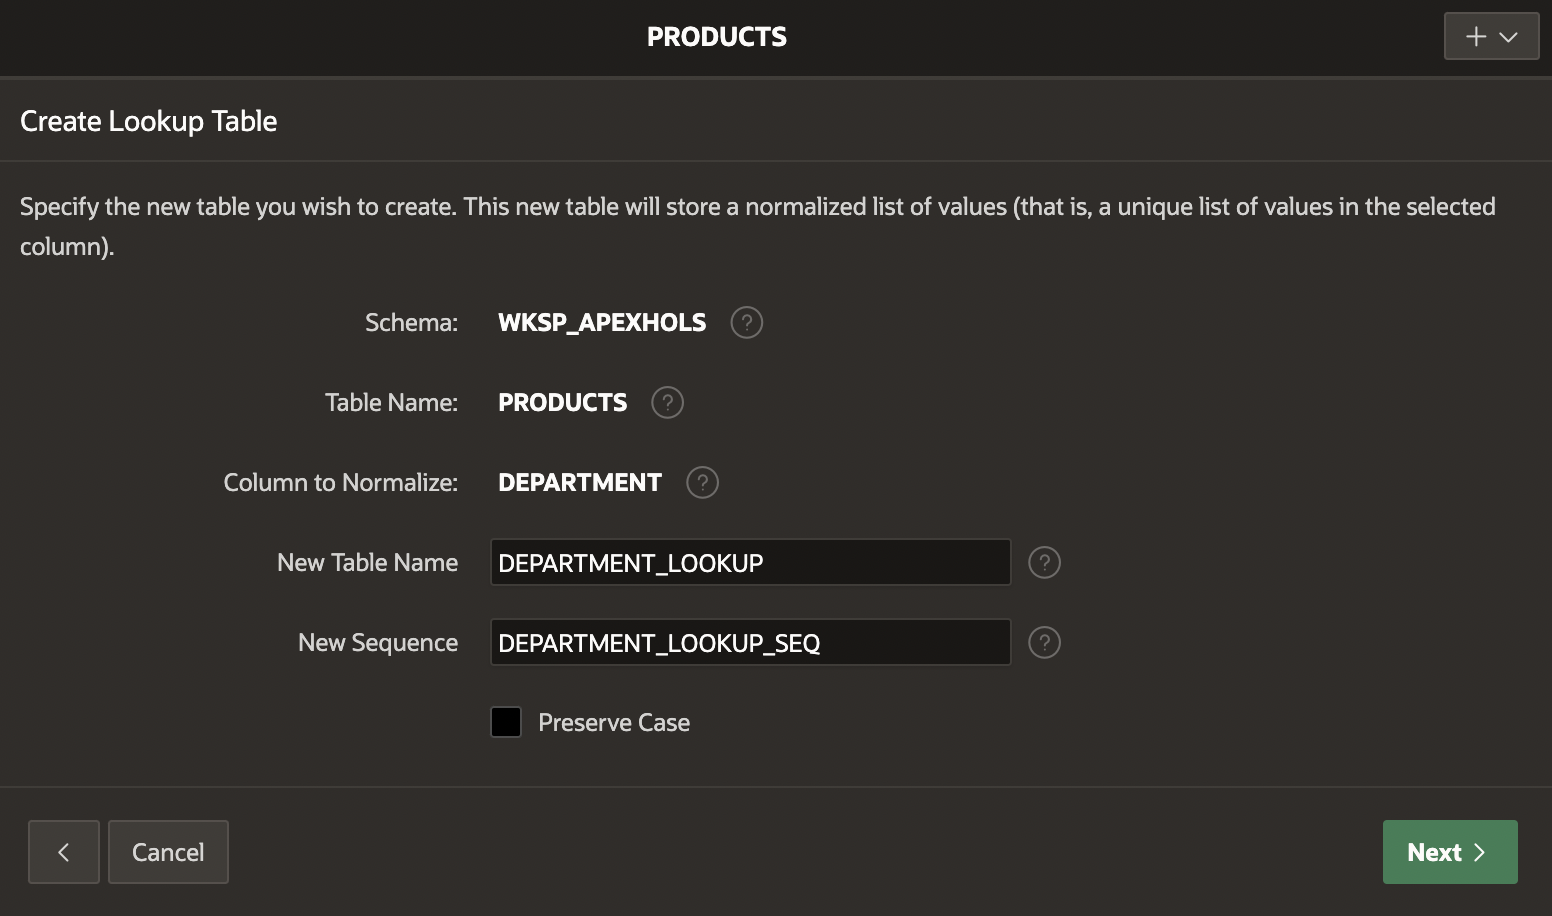 PRODUCTS
Create Lookup Table
Specify the new table you wish to create. This new table will store a normalized list of values (that is, a unique list of values in the selected
column).
Schema: WKSP_APEXHOLS ?
Table Name: PRODUCTS ?
Column to Normalize: DEPARTMENT ?
New Table Name DEPARTMENT_LOOKUP ?
New Sequence DEPARTMENT_LOOKUP_SEQ ?
Preserve Case
Cancel Next